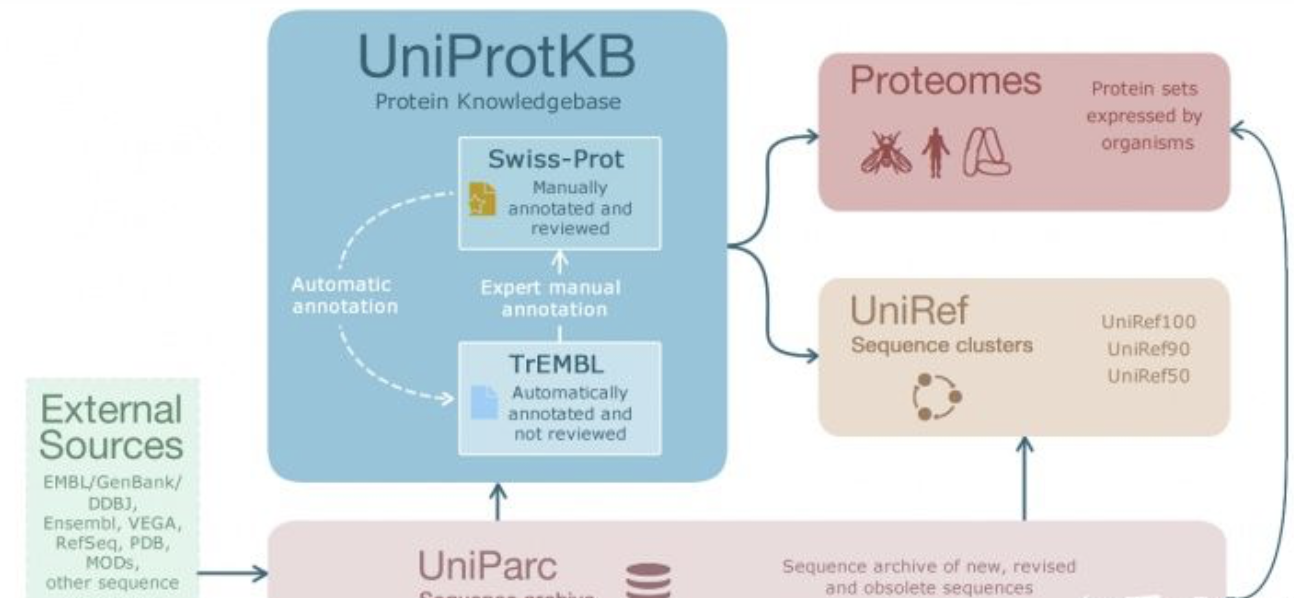 UniProtKB
Protein Knowledgebase
Swiss-Prot
Manually
annotated and
reviewed
Automatic
annotation
Expert manual
annotation
TrEMBL
Automatically
annotated and
not reviewed
Proteomes
Protein sets
expressed by
organisms
UniRef
Sequence clusters
UniRef100
UniRef90
UniRef50
External
Sources
EMBL/GenBank/
DDBJ,
Ensembl, VEGA,
RefSeq, PDB,
MODs,
other sequence
UniParc
Sequence archive
Sequence archive of new, revised
and obsolete sequences